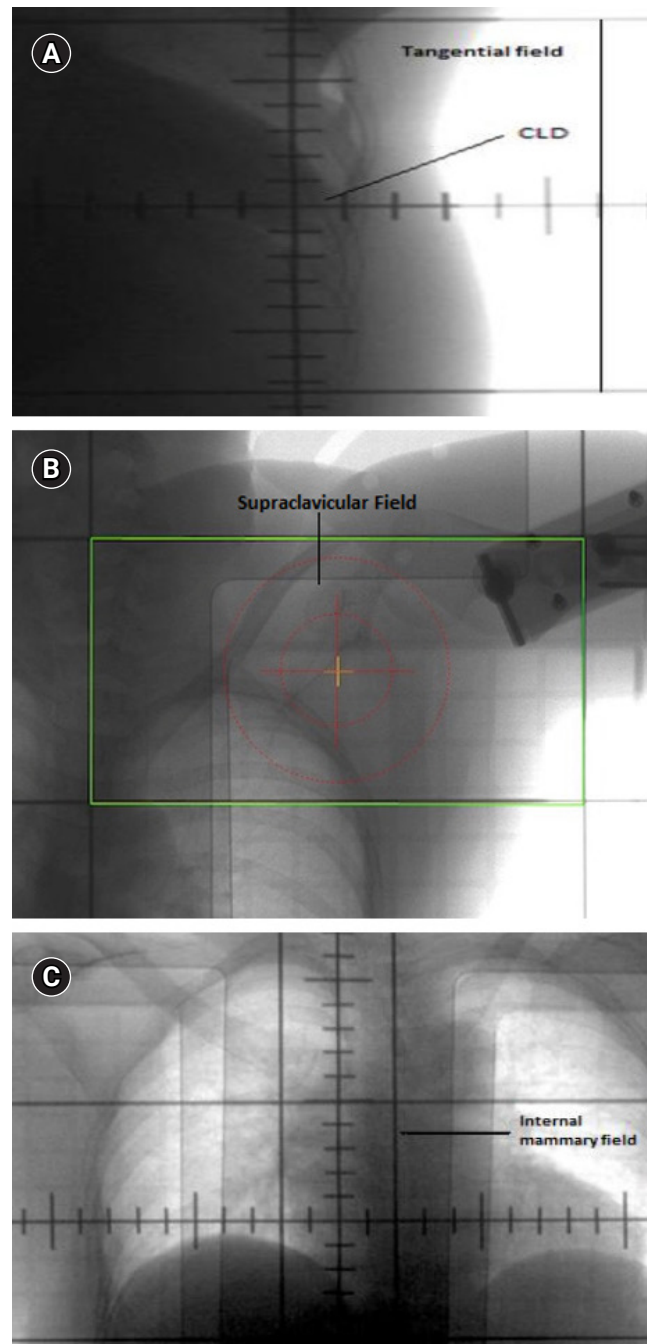 A
Tangential field
CLD
B
Supraclavicular Field
C
Internal
mammary field